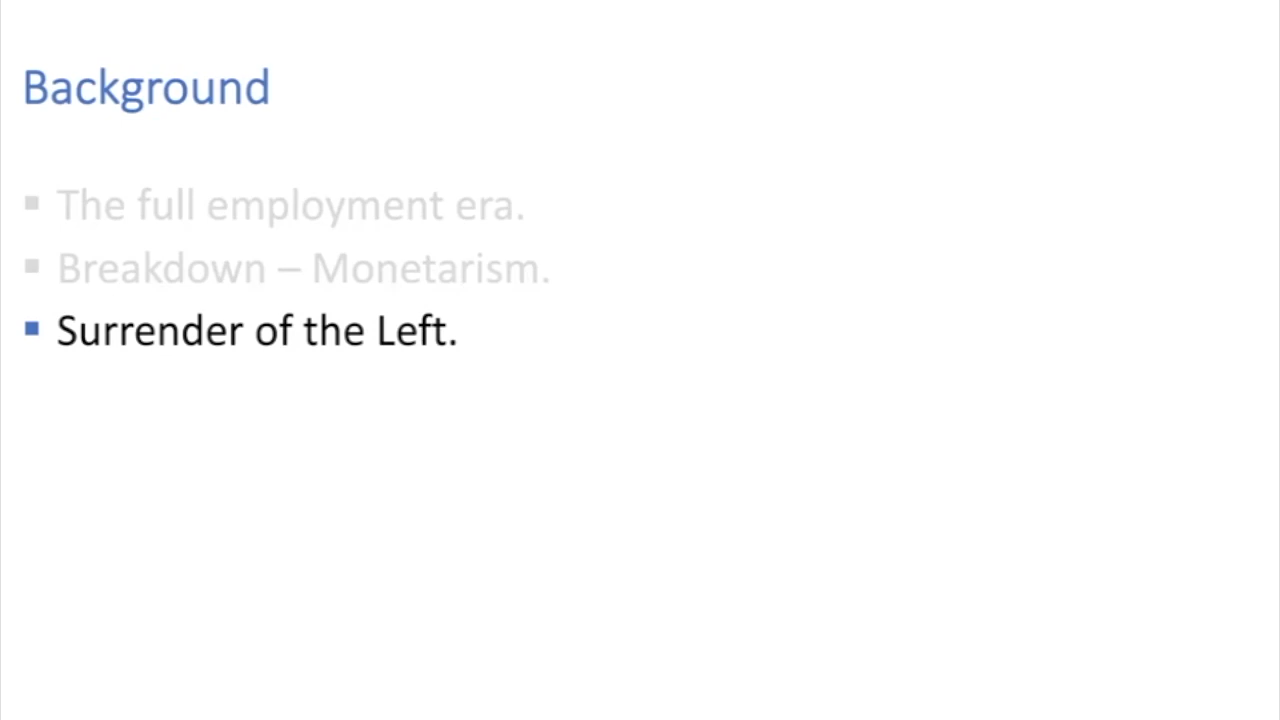 Background
▪ The full employment era.
▪ Breakdown – Monetarism.
▪ Surrender of the Left.